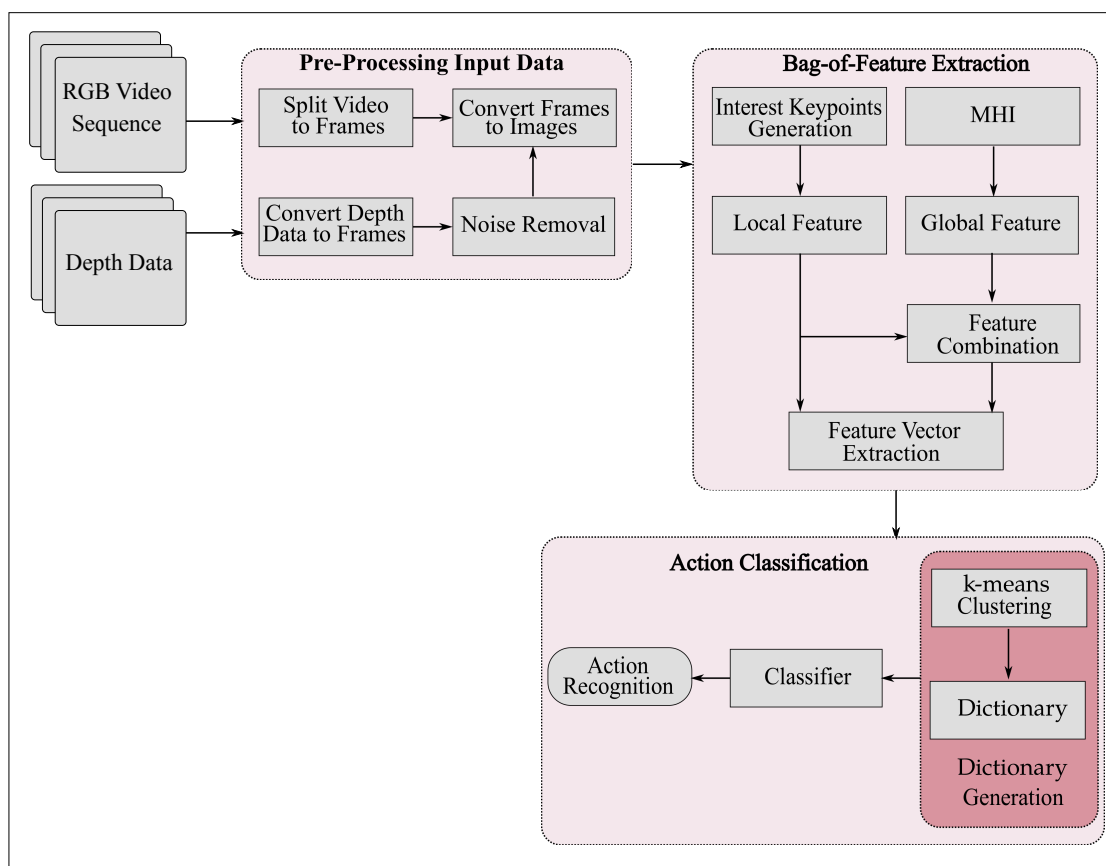 RGB Video
Sequence
Depth Data
Pre-Processing Input Data
Split Video
to Frames
Convert Frames
to Images
Convert Depth
Data to Frames
Noise Removal
Bag-of-Feature Extraction
Interest Keypoints
Generation
MHI
Local Feature
Global Feature
Feature
Combination
Feature Vector
Extraction
Action Classification
k-means
Clustering
Dictionary
Dictionary
Generation
Classifier
Action
Recognition